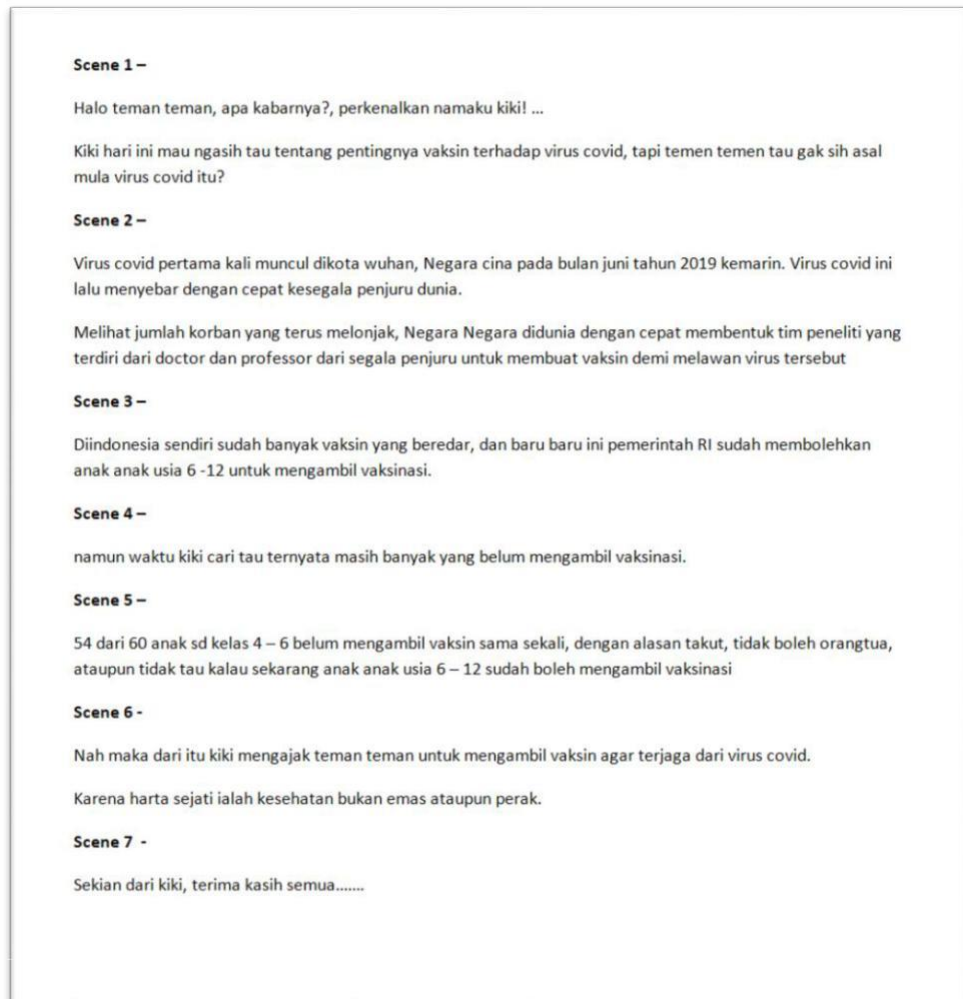 Scene 1 –
Halo teman teman, apa kabarnya?, perkenalkan namaku kiki! ...
Kiki hari ini mau ngasih tau tentang pentingnya vaksin terhadap virus covid, tapi temen temen tau gak sih asal
mula virus covid itu?
Scene 2 –
Virus covid pertama kali muncul dikota wuhan, Negara cina pada bulan juni tahun 2019 kemarin. Virus covid ini
lalu menyebar dengan cepat kesegala penjuru dunia.
Melihat jumlah korban yang terus melonjak, Negara Negara didunia dengan cepat membentuk tim peneliti yang
terdiri dari doctor dan professor dari segala penjuru untuk membuat vaksin demi melawan virus tersebut
Scene 3 –
Diindonesia sendiri sudah banyak vaksin yang beredar, dan baru baru ini pemerintah RI sudah membolehkan
anak anak usia 6 -12 untuk mengambil vaksinasi.
Scene 4 –
namun waktu kiki cari tau ternyata masih banyak yang belum mengambil vaksinasi.
Scene 5 –
54 dari 60 anak sd kelas 4 – 6 belum mengambil vaksin sama sekali, dengan alasan takut, tidak boleh orangtua,
ataupun tidak tau kalau sekarang anak anak usia 6 – 12 sudah boleh mengambil vaksinasi
Scene 6 -
Nah maka dari itu kiki mengajak teman teman untuk mengambil vaksin agar terjaga dari virus covid.
Karena harta sejati ialah kesehatan bukan emas ataupun perak.
Scene 7 -
Sekian dari kiki, terima kasih semua.......